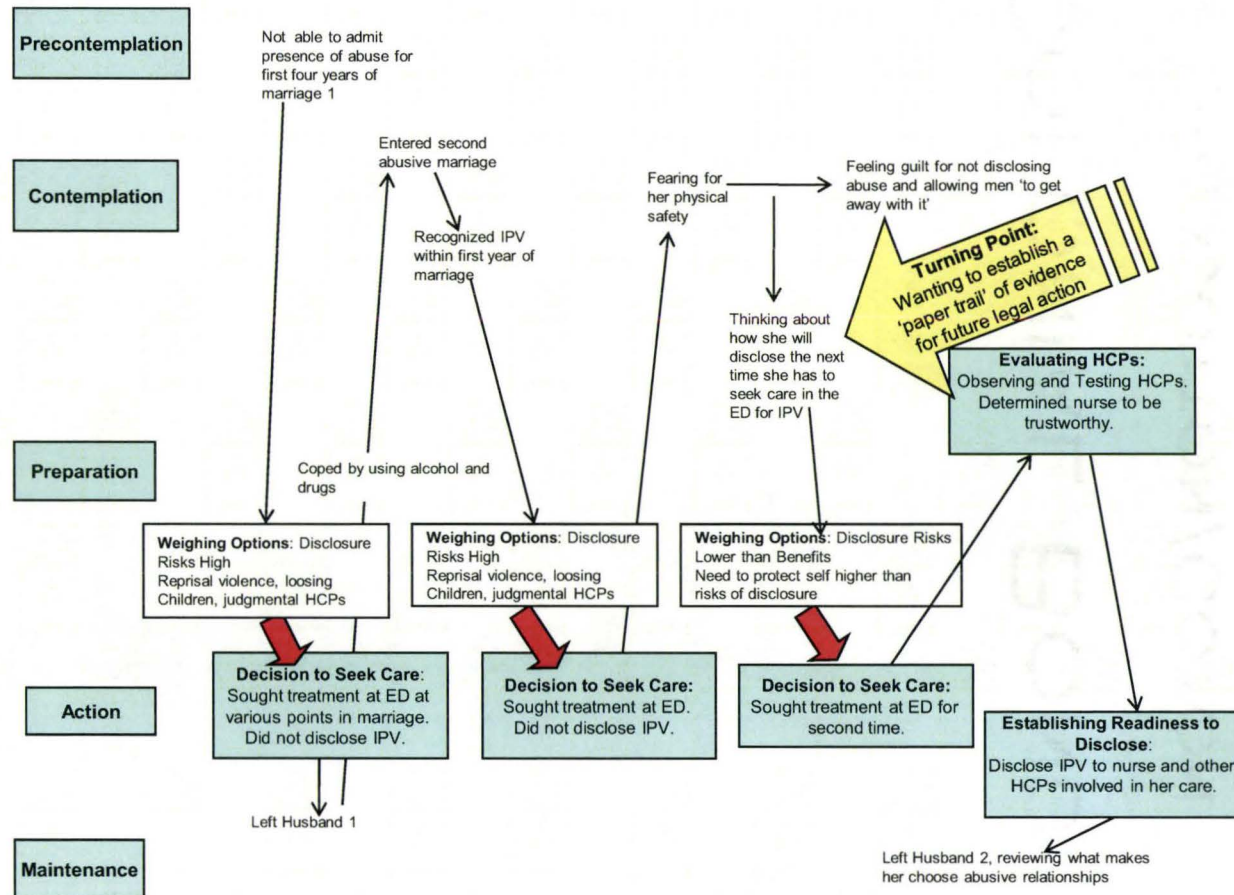 Precontemplation
Not able to admit
presence of abuse for
first four years of
marriage 1
Contemplation
Entered second
abusive marriage
Recognized IPV
within first year of
marriage
Fearing for
her physical
safety
Feeling guilt for not disclosing
abuse and allowing men 'to get
away with it'
Turning Point:
Wanting to establish a
'paper trail' of evidence
for future legal action
Thinking about
how she will
disclose the next
time she has to
seek care in the
ED for IPV
Evaluating HCPs:
Observing and Testing HCPs.
Determined nurse to be
trustworthy.
Preparation
Coped by using alcohol and
drugs
Weighing Options: Disclosure
Risks High
Reprisal violence, loosing
Children, judgmental HCPs
Weighing Options: Disclosure
Risks High
Reprisal violence, loosing
Children, judgmental HCPs
Weighing Options: Disclosure Risks
Lower than Benefits
Need to protect self higher than
risks of disclosure
Action
Decision to Seek Care:
Sought treatment at ED at
various points in marriage.
Did not disclose IPV.
Decision to Seek Care:
Sought treatment at ED.
Did not disclose IPV.
Decision to Seek Care:
Sought treatment at ED for
second time.
Establishing Readiness to
Disclose:
Disclose IPV to nurse and other
HCPs involved in her care.
Left Husband 1
Maintenance
Left Husband 2, reviewing what makes
her choose abusive relationships